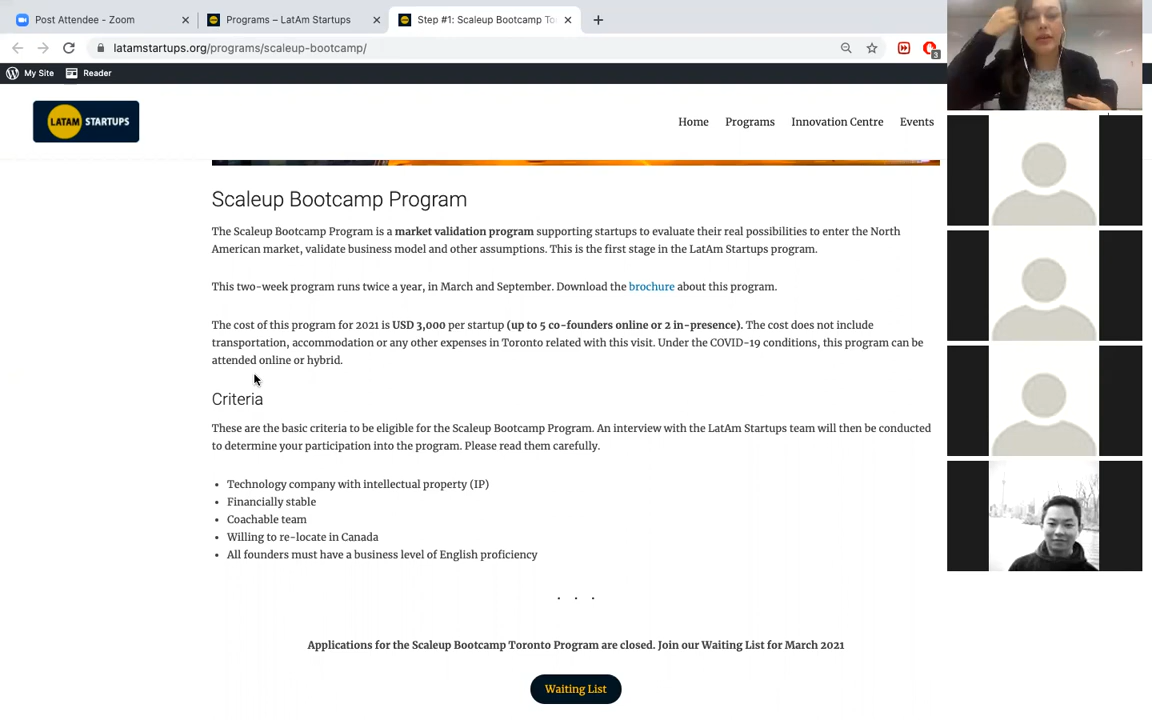 Post Attendee - Zoom
Programs – LatAm Startups
Step #1: Scaleup Bootcamp To
latamstartups.org/programs/scaleup-bootcamp/
3
My Site
Reader
LATAM STARTUPS
Home
Programs
Innovation Centre
Events
Scaleup Bootcamp Program
The Scaleup Bootcamp Program is a market validation program supporting startups to evaluate their real possibilities to enter the North
American market, validate business model and other assumptions. This is the first stage in the LatAm Startups program.
This two-week program runs twice a year, in March and September. Download the brochure about this program.
The cost of this program for 2021 is USD 3,000 per startup (up to 5 co-founders online or 2 in-presence). The cost does not include
transportation, accommodation or any other expenses in Toronto related with this visit. Under the COVID-19 conditions, this program can be
attended online or hybrid.
Criteria
These are the basic criteria to be eligible for the Scaleup Bootcamp Program. An interview with the LatAm Startups team will then be conducted
to determine your participation into the program. Please read them carefully.
• Technology company with intellectual property (IP)
• Financially stable
• Coachable team
• Willing to re-locate in Canada
• All founders must have a business level of English proficiency
. . .
Applications for the Scaleup Bootcamp Toronto Program are closed. Join our Waiting List for March 2021
Waiting List